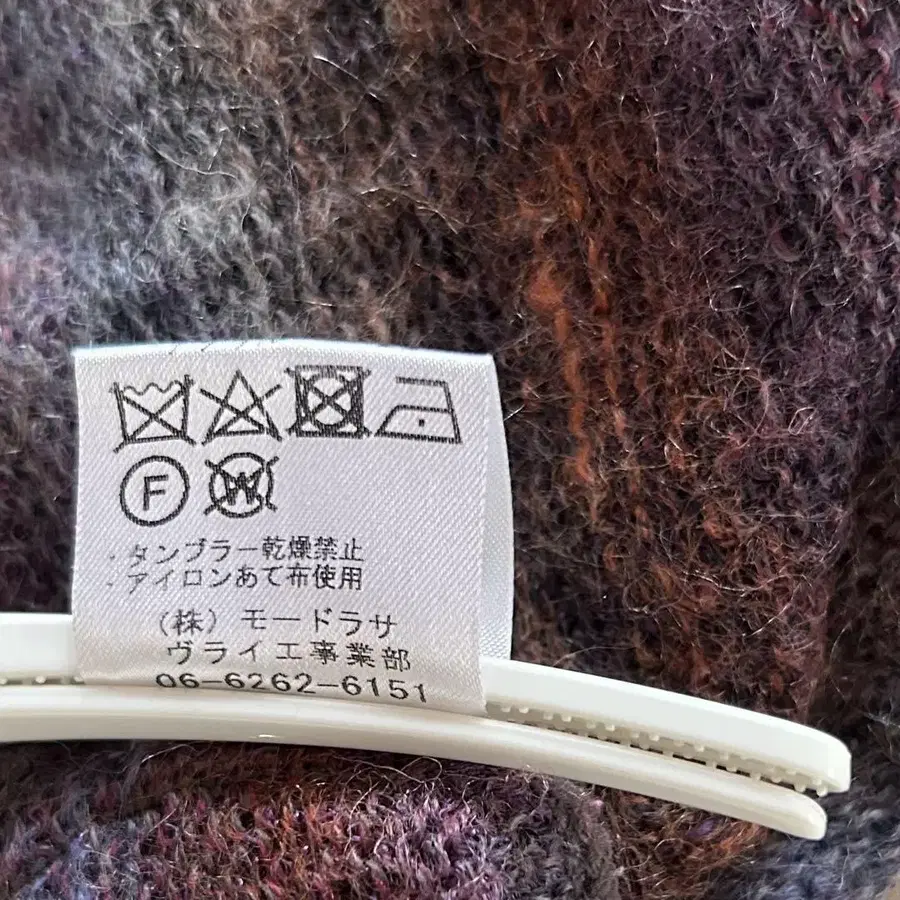 F W
・タンブラー乾燥禁止
・アイロンあて布使用
(株)モードラサ
ヴライ工事業部
06-6262-6151